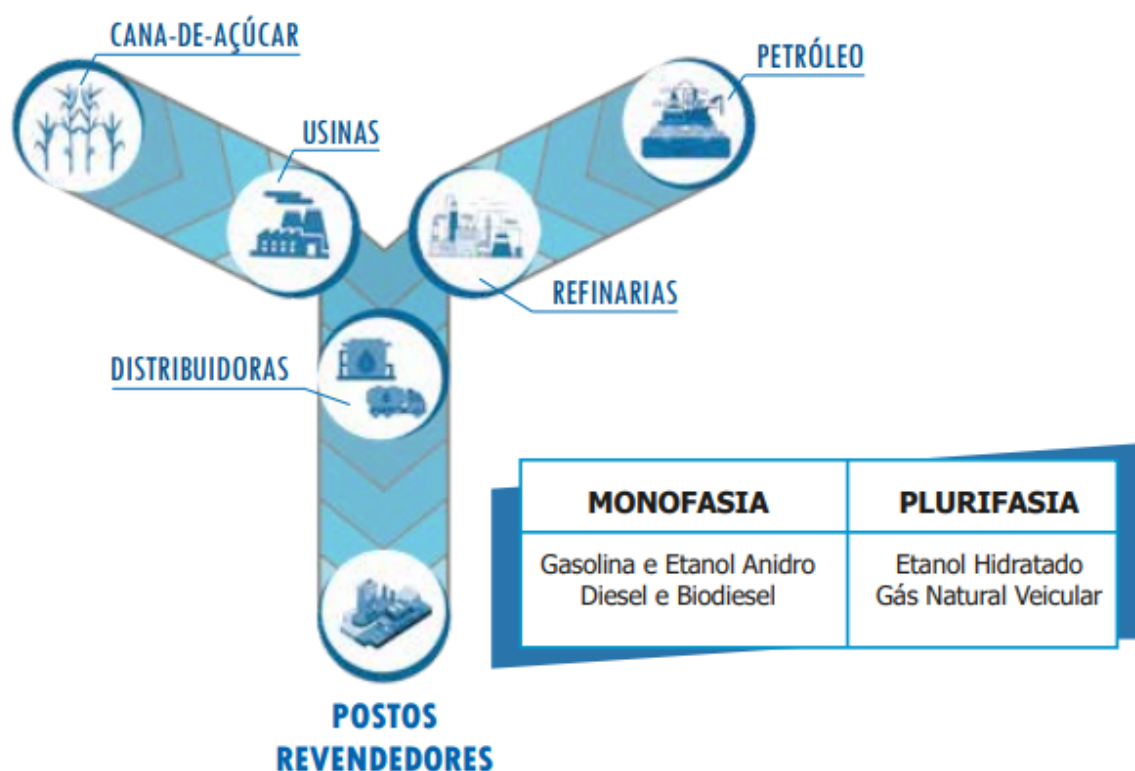 CANA-DE-AÇÚCAR
PETRÓLEO
USINAS
REFINARIAS
DISTRIBUIDORAS
MONOFASIA
PLURIFASIA
Gasolina e Etanol Anidro
Diesel e Biodiesel
Etanol Hidratado
Gás Natural Veicular
POSTOS
REVENDEDORES